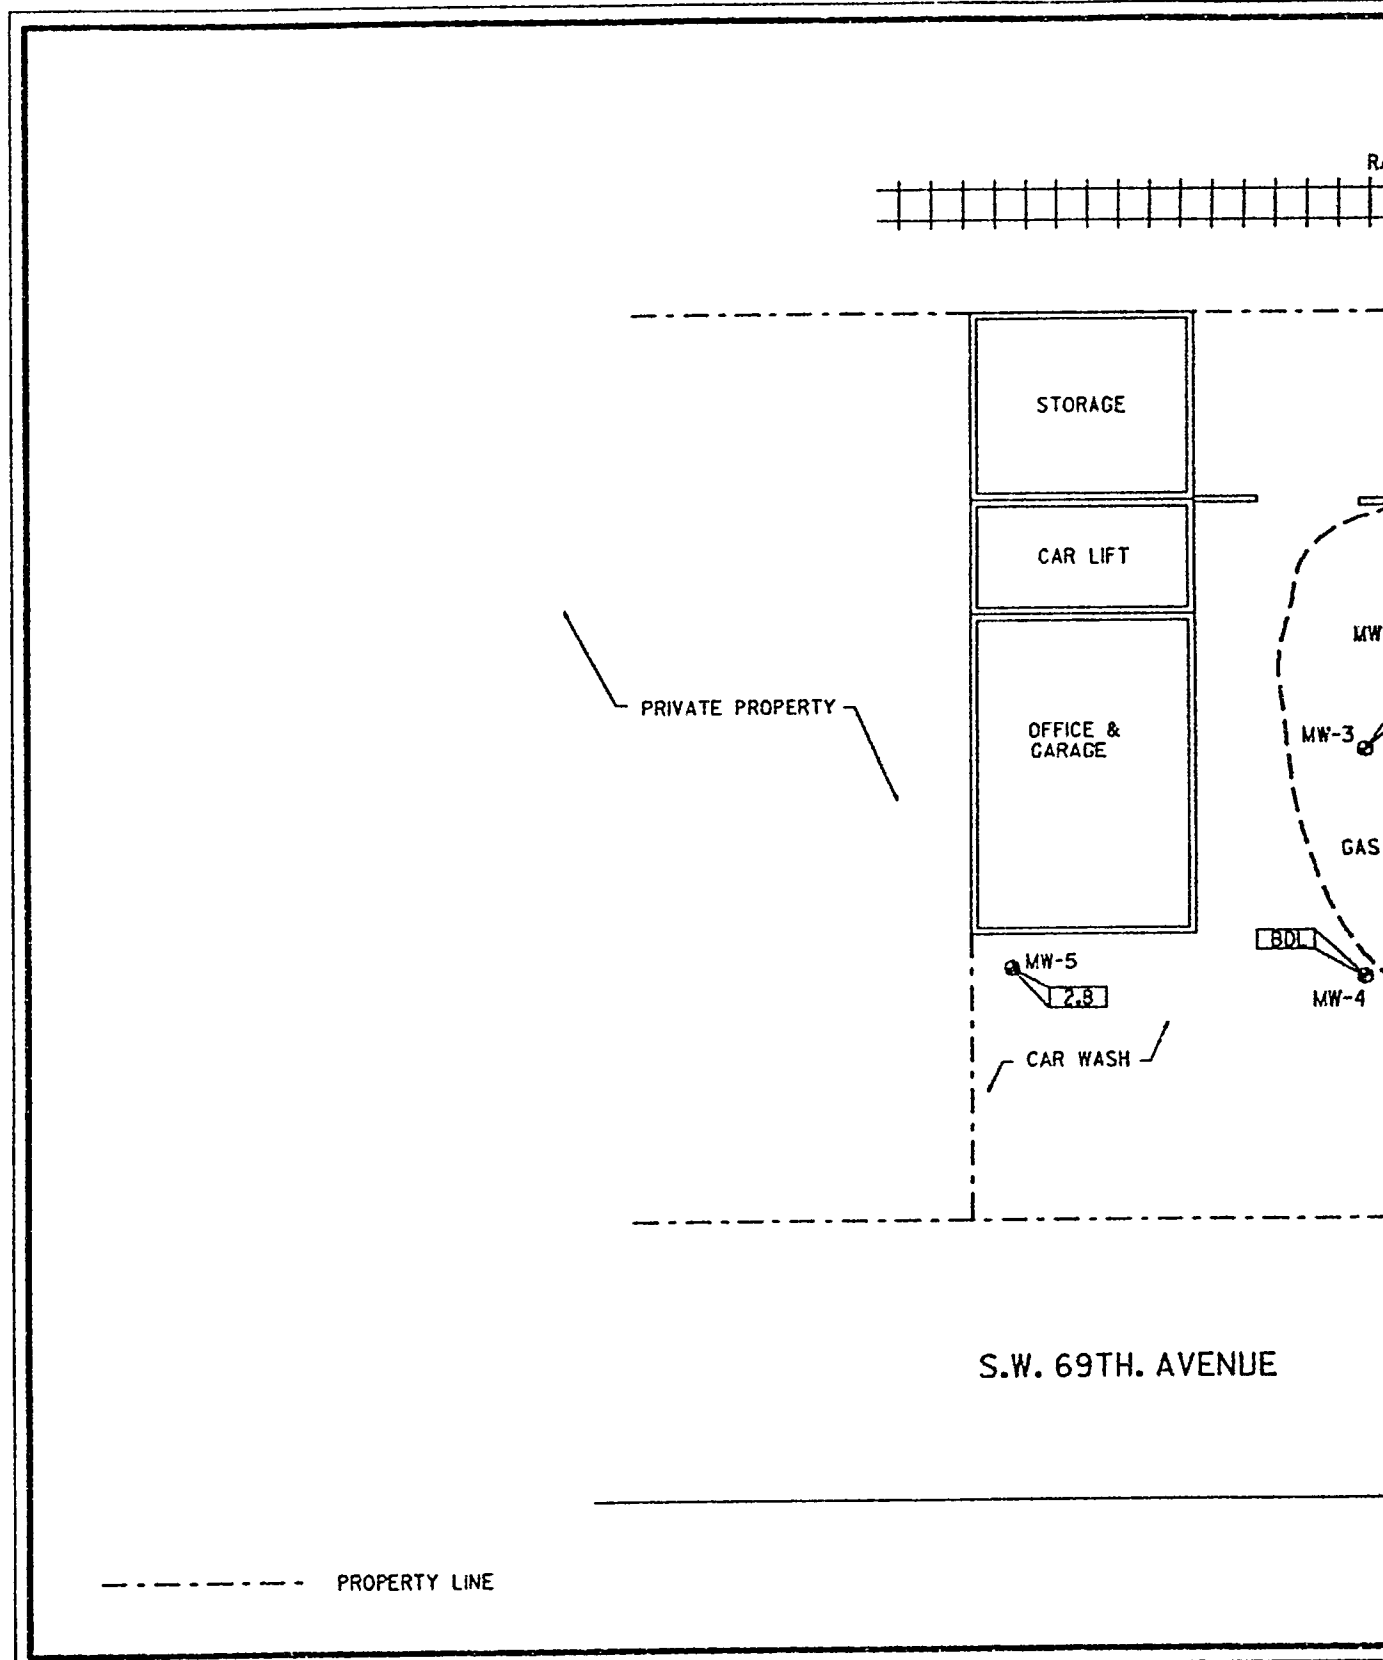 STORAGE
CAR LIFT
MW
PRIVATE PROPERTY
OFFICE &
GARAGE
MW-3
GAS
BDL
MW-5
2.8
MW-4
CAR WASH
S.W. 69TH. AVENUE
PROPERTY LINE